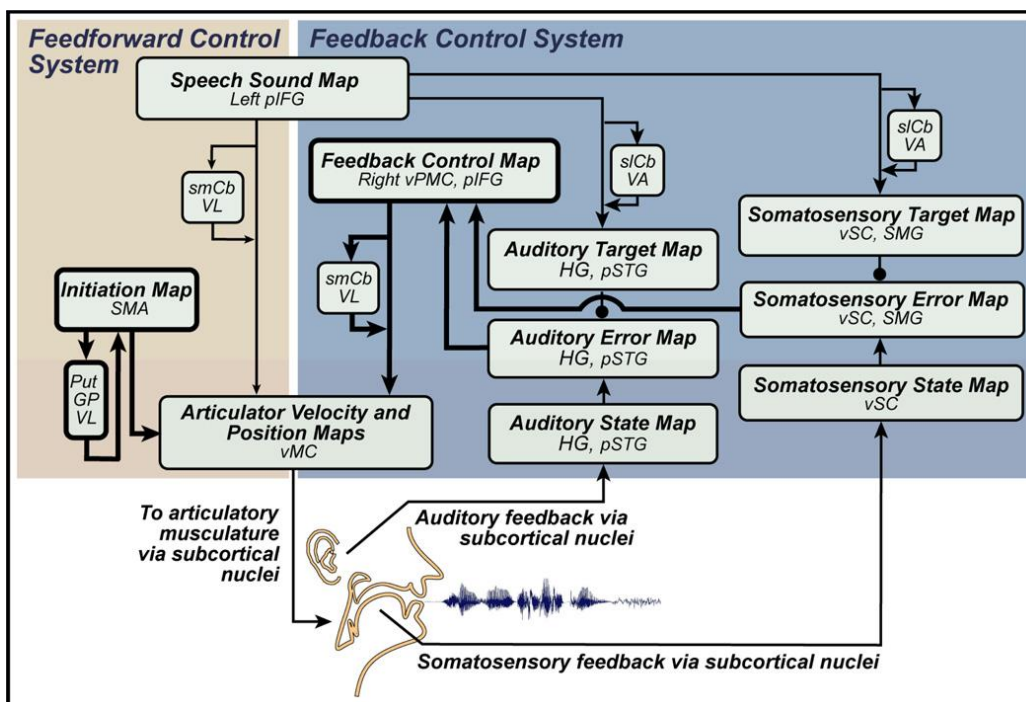 Feedforward Control
System
Feedback Control System
Speech Sound Map
Left pIFG
smCb
VL
Feedback Control Map
Right vPMC, pIFG
slCb
VA
slCb
VA
smCb
VL
Auditory Target Map
HG, pSTG
Somatosensory Target Map
vSC, SMG
Initiation Map
SMA
Auditory Error Map
HG, pSTG
Somatosensory Error Map
vSC, SMG
Put
GP
VL
Articulator Velocity and
Position Maps
vMC
Auditory State Map
HG, pSTG
Somatosensory State Map
vSC
To articulatory
musculature
via subcortical
nuclei
Auditory feedback via
subcortical nuclei
Somatosensory feedback via subcortical nuclei